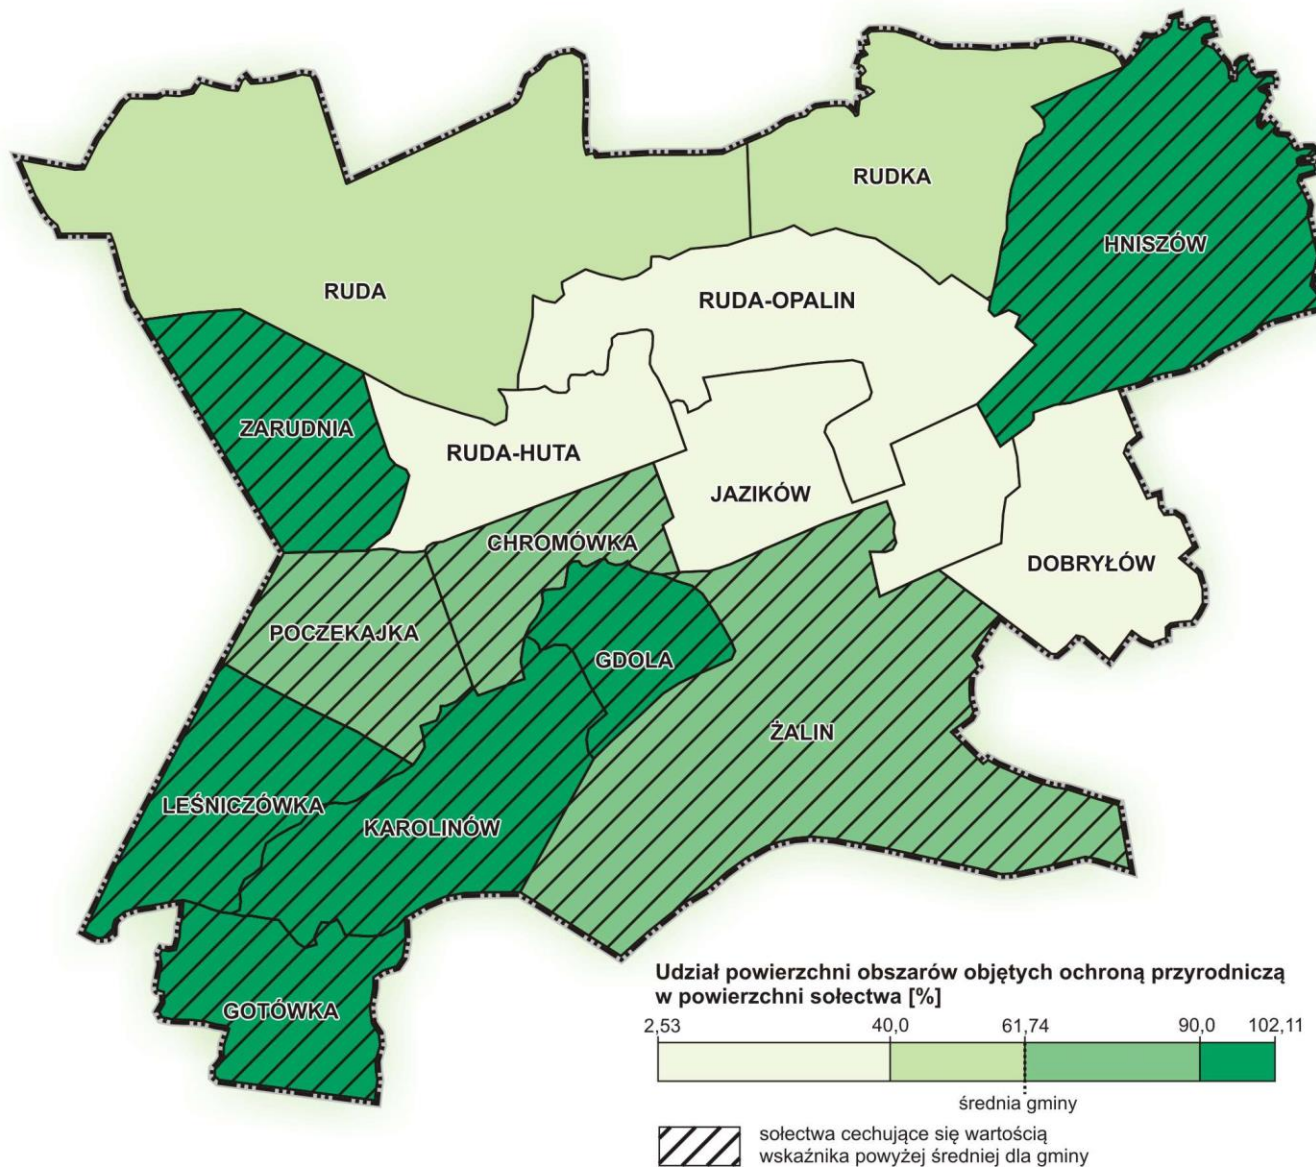 RUDKA
HNISZÓW
RUDA
RUDA-OPALIN
ZARUDNIA
RUDA-HUTA
JAZIKÓW
CHROMÓWKA
DOBRYŁÓW
POCZEKAJKA
GDOLA
ŻALIN
LEŚNICZÓWKA
KAROLINÓW
GOTÓWKA
Udział powierzchni obszarów objętych ochroną przyrodniczą
w powierzchni sołectwa [%]
2,53 40,0 61,74 90,0 102,11
średnia gminy
sołectwa cechujące się wartością
wskaźnika powyżej średniej dla gminy